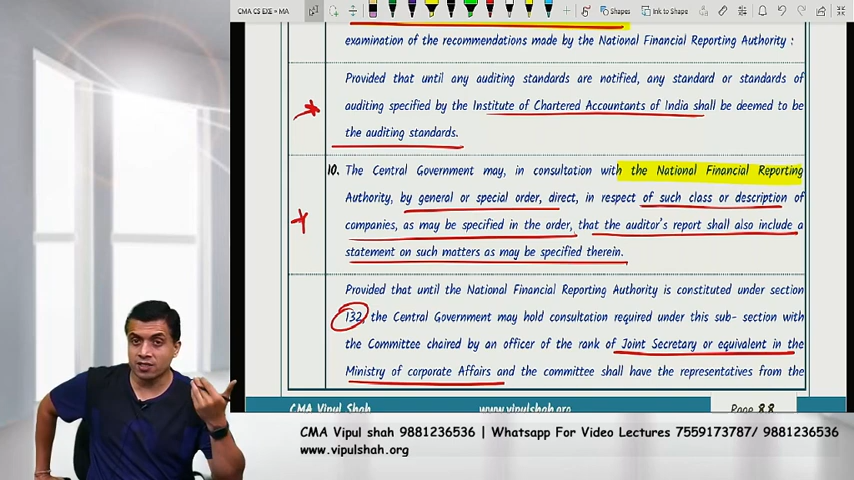 CMA CS EXE = MA
Shapes
Ink to Shape
examination of the recommendations made by the National Financial Reporting Authority :
Provided that until any auditing standards are notified, any standard or standards of
auditing specified by the Institute of Chartered Accountants of India shall be deemed to be
the auditing standards.
10. The Central Government may, in consultation with the National Financial Reporting
Authority, by general or special order, direct, in respect of such class or description of
companies, as may be specified in the order, that the auditor's report shall also include a
statement on such matters as may be specified therein.
Provided that until the National Financial Reporting Authority is constituted under section
132, the Central Government may hold consultation required under this sub- section with
the Committee chaired by an officer of the rank of Joint Secretary or equivalent in the
Ministry of corporate Affairs and the committee shall have the representatives from the
CMA Vipul Shah www.vipulshah.org Page 8.8
CMA Vipul shah 9881236536 | Whatsapp For Video Lectures 7559173787/ 9881236536
www.vipulshah.org